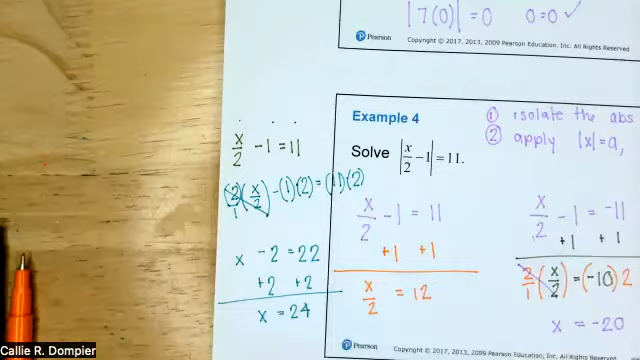 |7(0)| = 0 0=0 ✓
Pearson Copyright © 2017, 2013, 2009 Pearson Education, Inc. All Rights Reserved
Example 4
① isolate the abs
② apply |x|=a,
Solve |x/2 − 1| = 11.
x/2 − 1 = 11
(2/1)(x/2) − (1)(2) = (11)(2)
x − 2 = 22
+2 +2
x = 24
x/2 − 1 = 11
+1 +1
x/2 = 12
x/2 − 1 = −11
+1 +1
2/1 (x/2) = (−10) 2
x = −20
Pearson Copyright © 2017, 2013, 2009 Pearson Education, Inc. All Rights Reserved
Callie R. Dompier